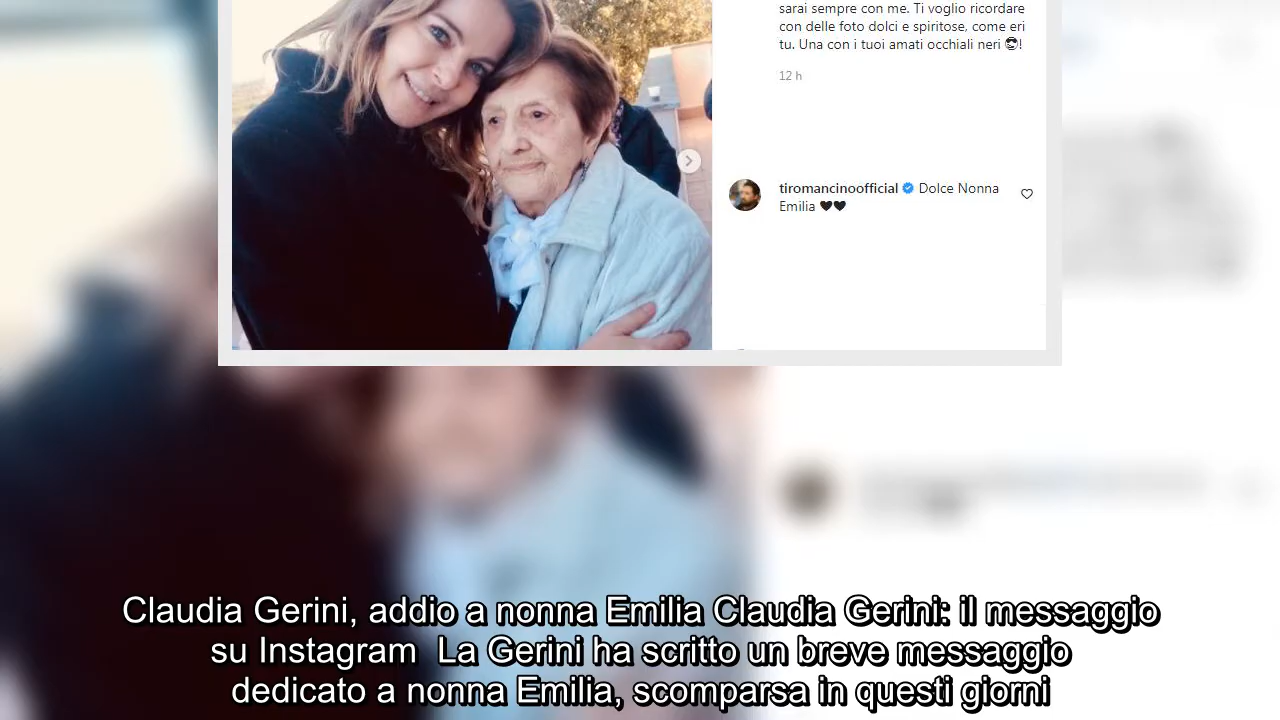 sarai sempre con me. Ti voglio ricordare
con delle foto dolci e spiritose, come eri
tu. Una con i tuoi amati occhiali neri 😎!
12 h
tiromancinoofficial Dolce Nonna
Emilia 🖤🖤
Claudia Gerini, addio a nonna Emilia Claudia Gerini: il messaggio
su Instagram  La Gerini ha scritto un breve messaggio
dedicato a nonna Emilia, scomparsa in questi giorni